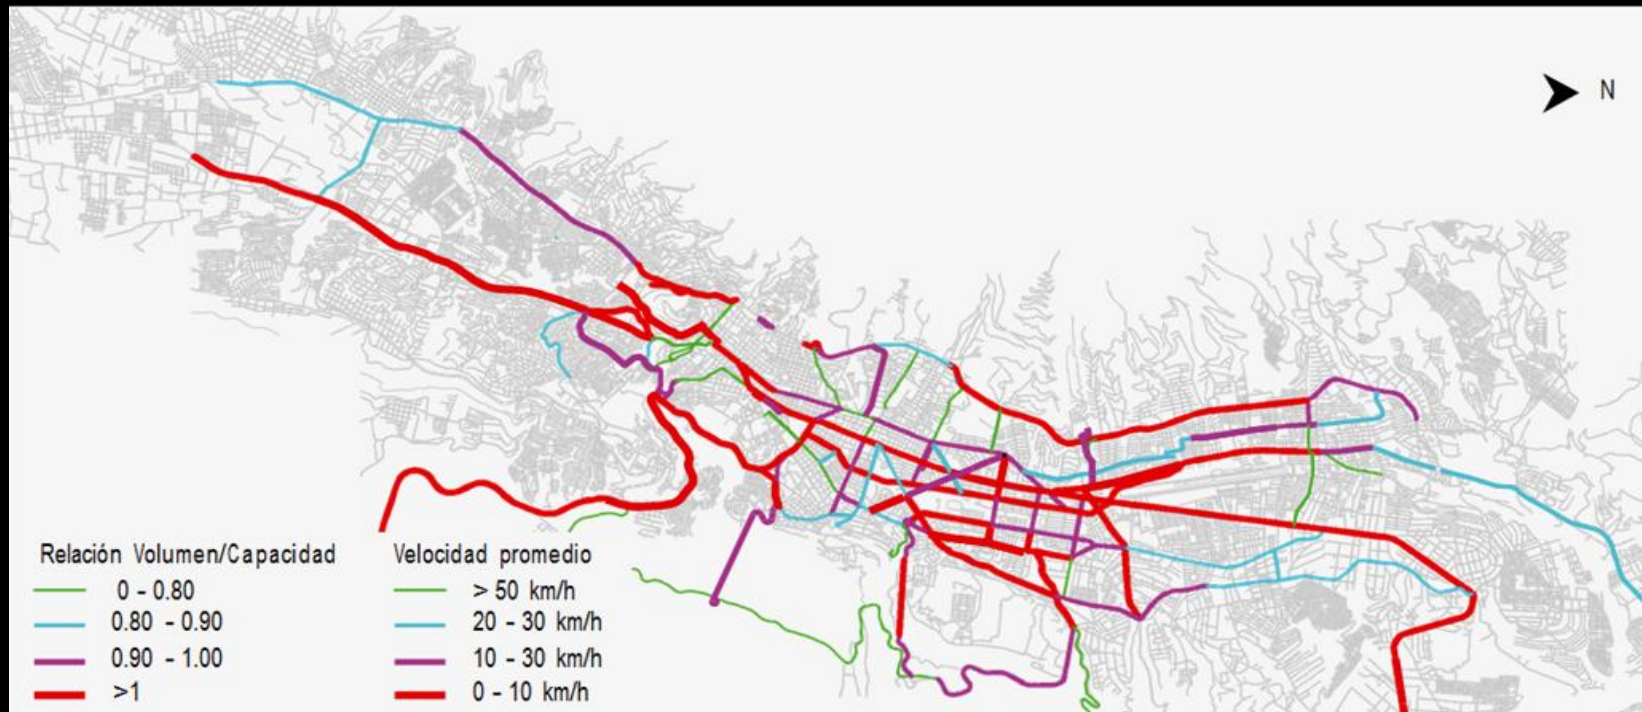 N
Relación Volumen/Capacidad
0 - 0.80
0.80 - 0.90
0.90 - 1.00
>1
Velocidad promedio
> 50 km/h
20 - 30 km/h
10 - 30 km/h
0 - 10 km/h